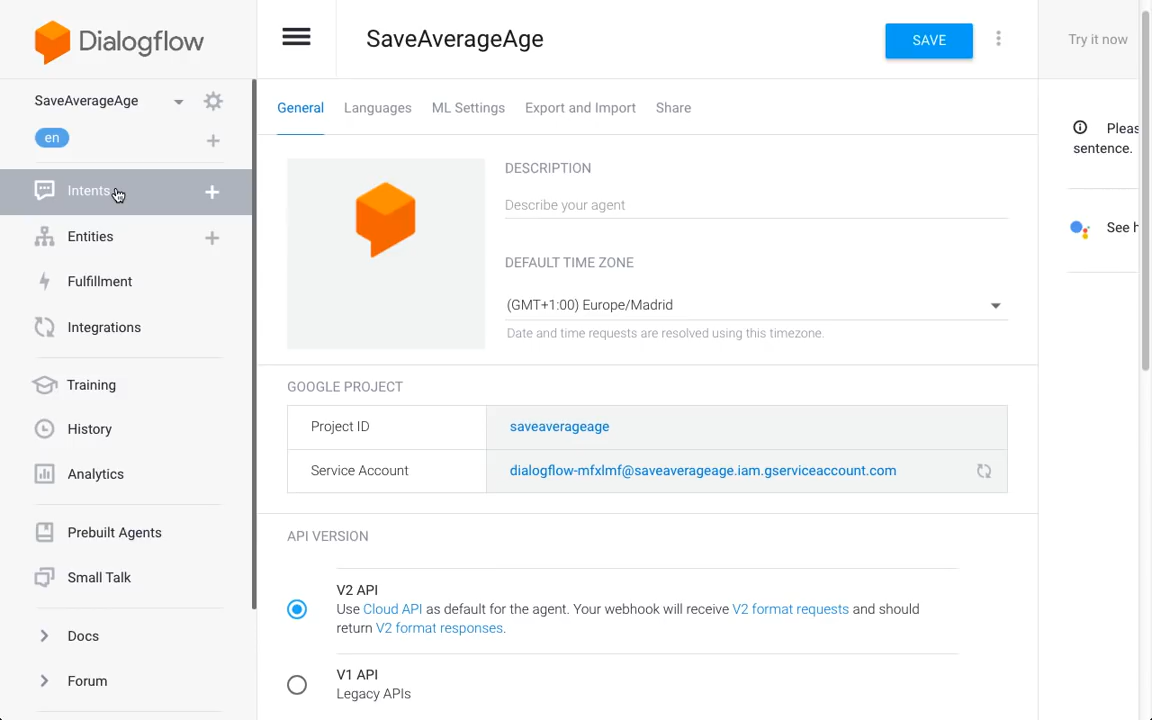 Dialogflow
SaveAverageAge
SAVE
Try it now
SaveAverageAge
en
Intents
Entities
Fulfillment
Integrations
Training
History
Analytics
Prebuilt Agents
Small Talk
Docs
Forum
General
Languages
ML Settings
Export and Import
Share
DESCRIPTION
Describe your agent
DEFAULT TIME ZONE
(GMT+1:00) Europe/Madrid
Date and time requests are resolved using this timezone.
GOOGLE PROJECT
Project ID
saveaverageage
Service Account
dialogflow-mfxlmf@saveaverageage.iam.gserviceaccount.com
API VERSION
V2 API
Use Cloud API as default for the agent. Your webhook will receive V2 format requests and should
return V2 format responses.
V1 API
Legacy APIs
sentence.
See